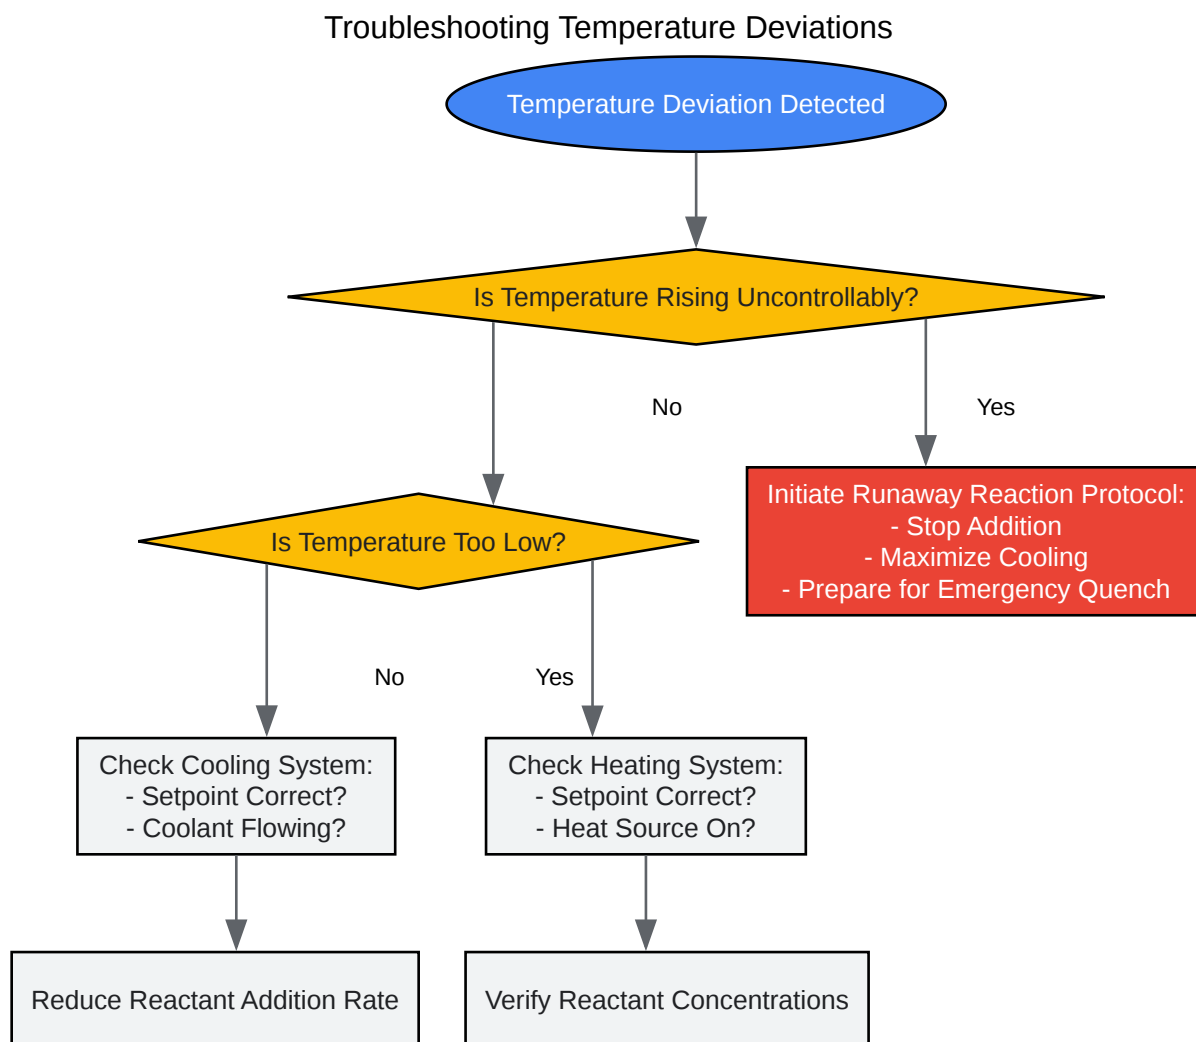 Troubleshooting Temperature Deviations
Temperature Deviation Detected
Is Temperature Rising Uncontrollably?
No
Yes
Initiate Runaway Reaction Protocol:
- Stop Addition
- Maximize Cooling
- Prepare for Emergency Quench
Is Temperature Too Low?
No
Yes
Check Cooling System:
- Setpoint Correct?
- Coolant Flowing?
Check Heating System:
- Setpoint Correct?
- Heat Source On?
Reduce Reactant Addition Rate
Verify Reactant Concentrations